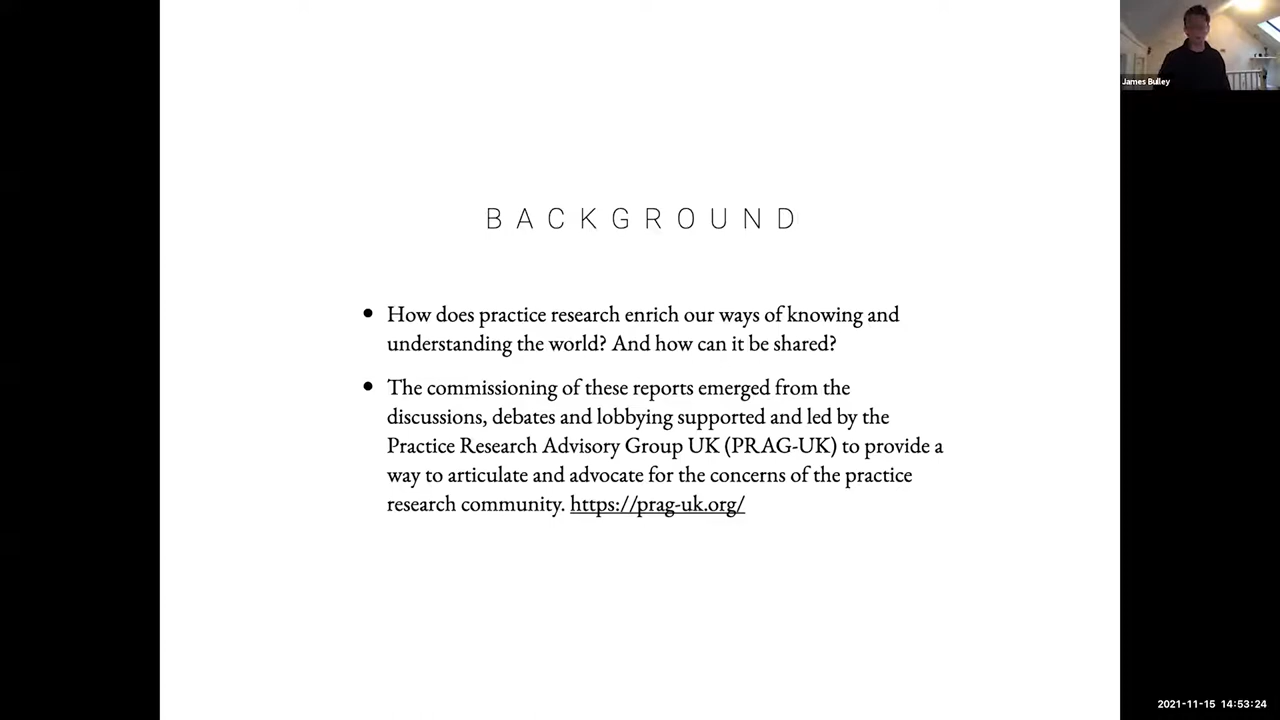 James Bulley
BACKGROUND
• How does practice research enrich our ways of knowing and
understanding the world? And how can it be shared?
• The commissioning of these reports emerged from the
discussions, debates and lobbying supported and led by the
Practice Research Advisory Group UK (PRAG-UK) to provide a
way to articulate and advocate for the concerns of the practice
research community. https://prag-uk.org/
2021-11-15 14:53:24